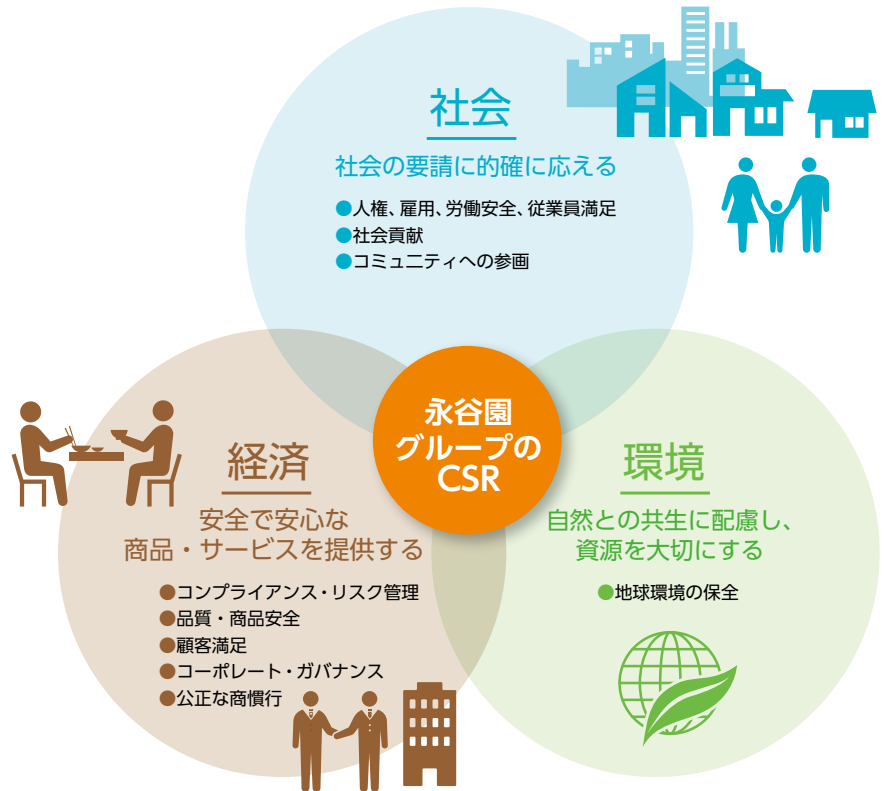 社会
社会の要請に的確に応える
●人権、雇用、労働安全、従業員満足
●社会貢献
●コミュニティへの参画
永谷園
グループの
CSR
経済
安全で安心な
商品・サービスを提供する
●コンプライアンス・リスク管理
●品質・商品安全
●顧客満足
●コーポレート・ガバナンス
●公正な商慣行
環境
自然との共生に配慮し、
資源を大切にする
●地球環境の保全